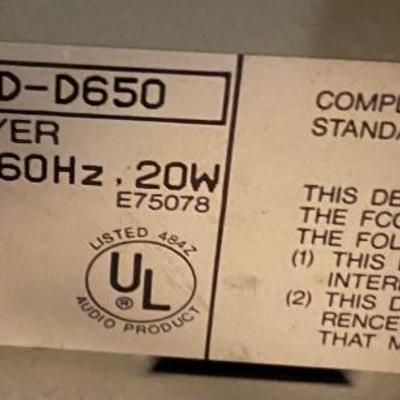 D-D650
YER
60Hz, 20W
E75078
LISTED 484Z
UL
®
AUDIO PRODUCT
COMPL
STANDA
THIS DE
THE FCC
THE FOL
(1) THIS
INTERF
(2) THIS D
RENCE
THAT M